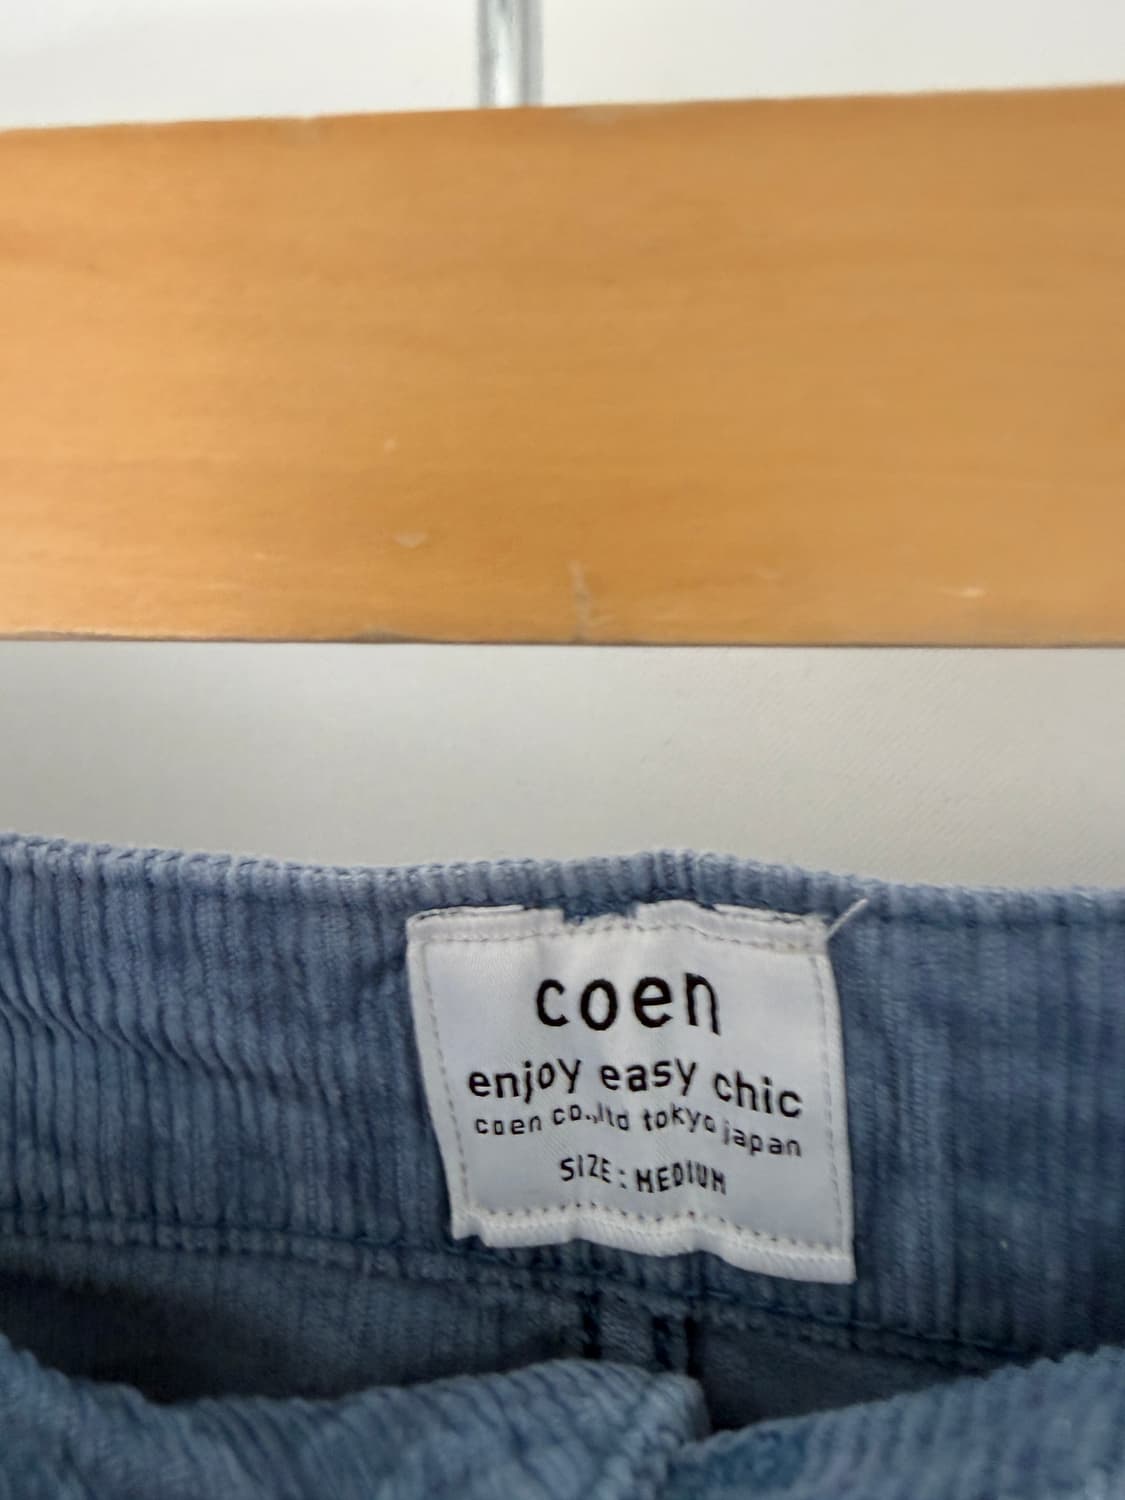 coen
enjoy easy chic
coen co.,ltd tokyo japan
SIZE: MEDIUM